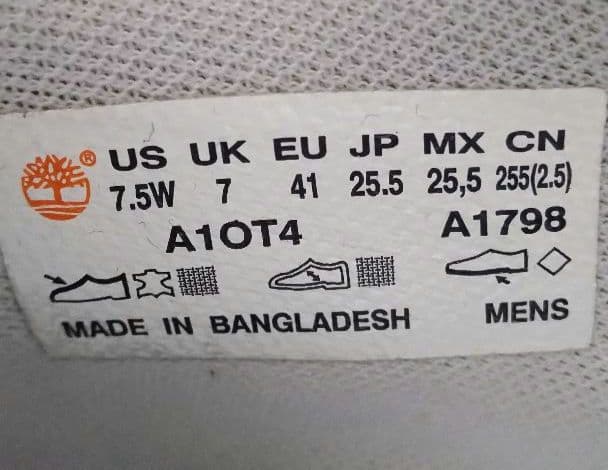 ® US UK EU JP MX CN
7.5W 7 41 25.5 25,5 255(2.5)
A1OT4 A1798
MADE IN BANGLADESH MENS